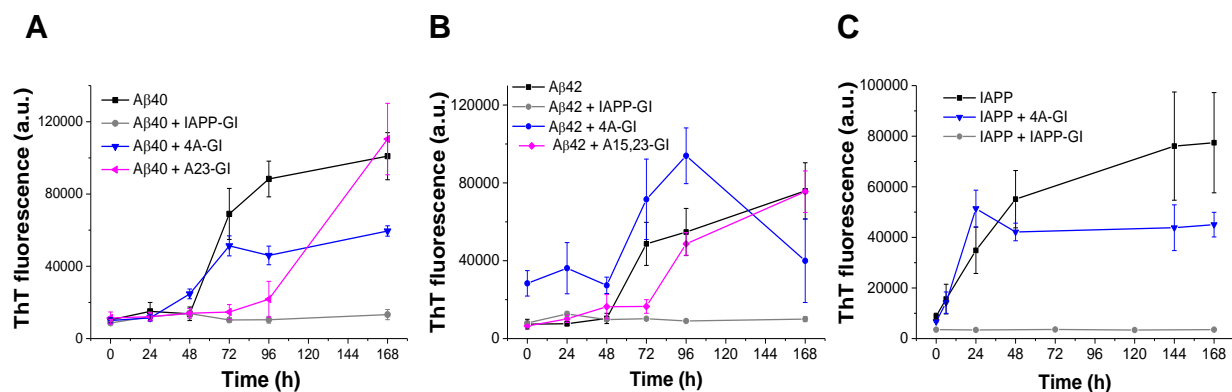 A
B
C
ThT fluorescence (a.u.)
120000
80000
40000
0
Aβ40
Aβ40 + IAPP-GI
Aβ40 + 4A-GI
Aβ40 + A23-GI
0 24 48 72 96 120 144 168
Time (h)
ThT fluorescence (a.u.)
120000
80000
40000
0
Aβ42
Aβ42 + IAPP-GI
Aβ42 + 4A-GI
Aβ42 + A15,23-GI
0 24 48 72 96 120 144 168
Time (h)
ThT fluorescence (a.u.)
100000
80000
60000
40000
20000
0
IAPP
IAPP + 4A-GI
IAPP + IAPP-GI
0 24 48 72 96 120 144 168
Time (h)